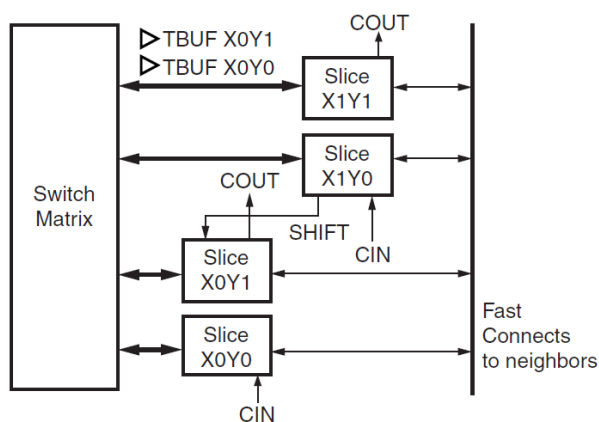 COUT
TBUF X0Y1
TBUF X0Y0
Slice
X1Y1
Slice
X1Y0
COUT
Switch
Matrix
SHIFT
CIN
Slice
X0Y1
Fast
Connects
to neighbors
Slice
X0Y0
CIN